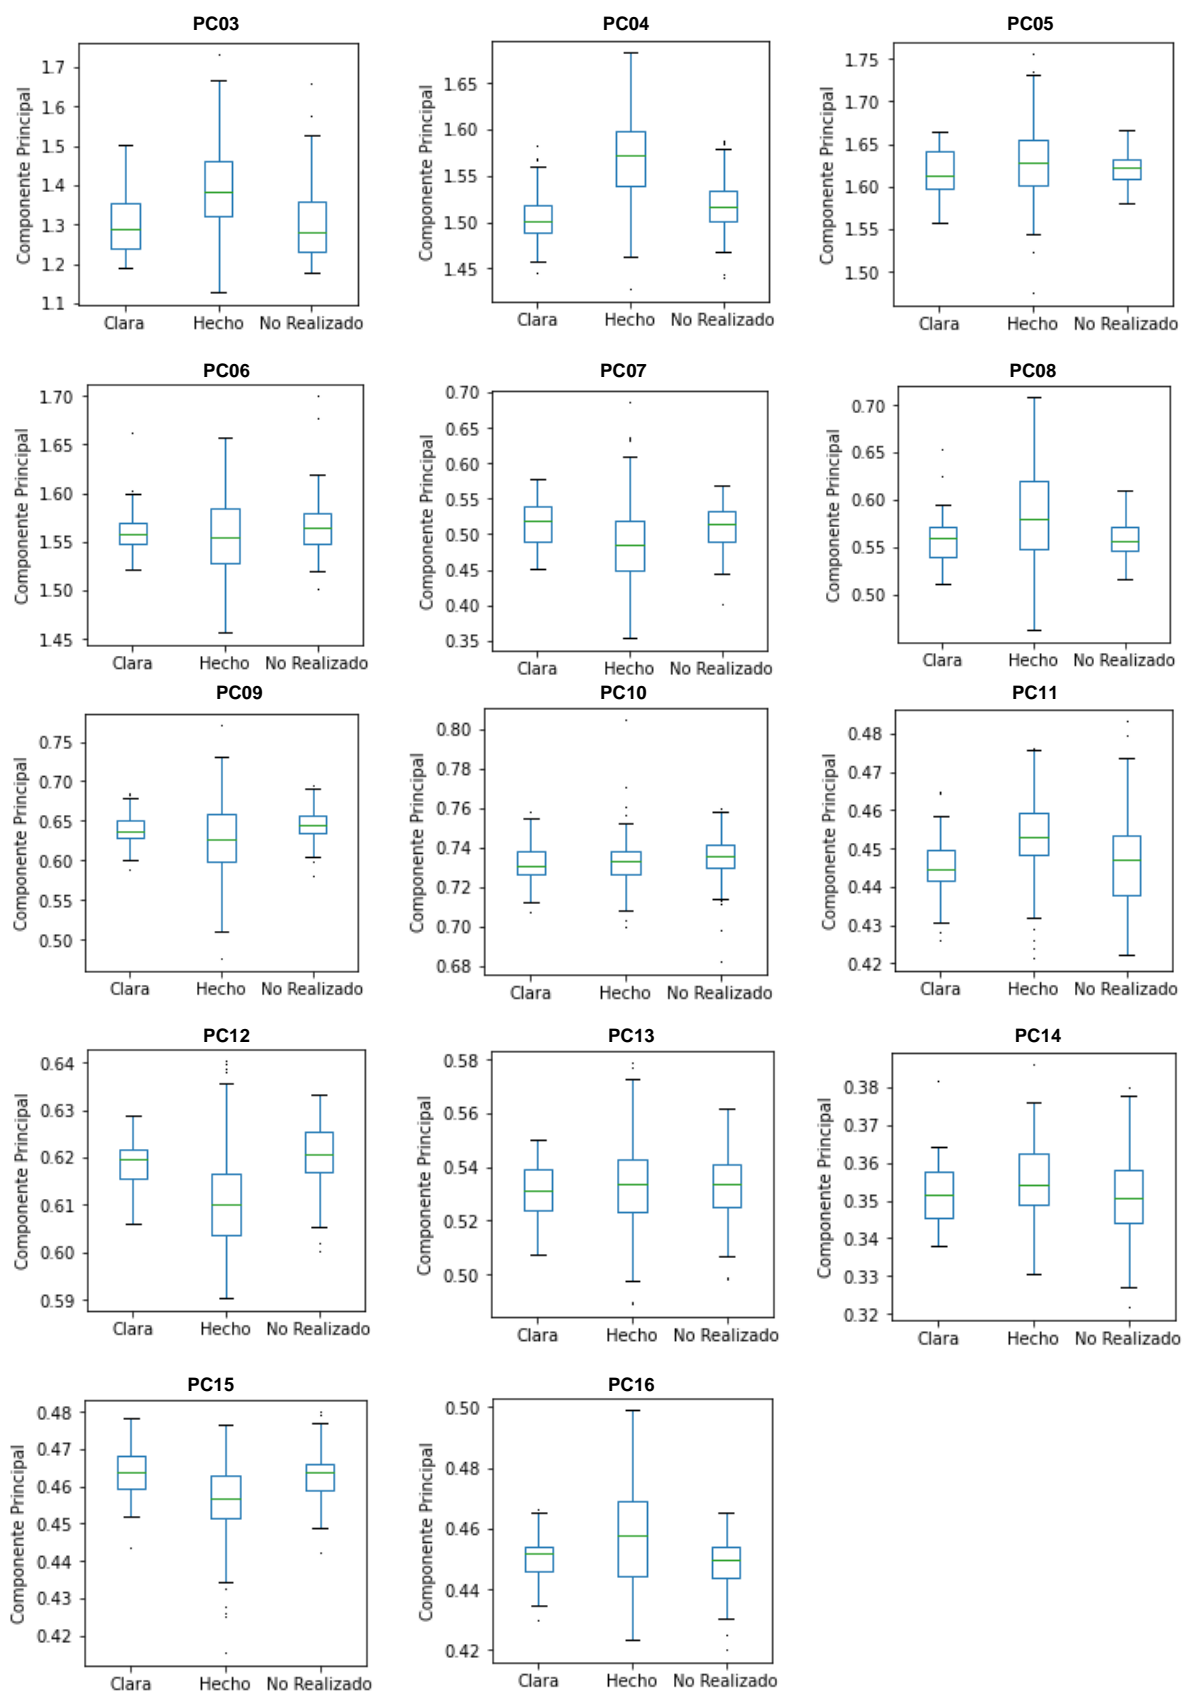 PC03 PC04 PC05
Componente Principal
1.7
1.6
1.5
1.4
1.3
1.2
1.1
Clara Hecho No Realizado
Componente Principal
1.65
1.60
1.55
1.50
1.45
Clara Hecho No Realizado
Componente Principal
1.75
1.70
1.65
1.60
1.55
1.50
Clara Hecho No Realizado
PC06 PC07 PC08
Componente Principal
1.70
1.65
1.60
1.55
1.50
1.45
Clara Hecho No Realizado
Componente Principal
0.70
0.65
0.60
0.55
0.50
0.45
0.40
0.35
Clara Hecho No Realizado
Componente Principal
0.70
0.65
0.60
0.55
0.50
Clara Hecho No Realizado
PC09 PC10 PC11
Componente Principal
0.75
0.70
0.65
0.60
0.55
0.50
Clara Hecho No Realizado
Componente Principal
0.80
0.78
0.76
0.74
0.72
0.70
0.68
Clara Hecho No Realizado
Componente Principal
0.48
0.47
0.46
0.45
0.44
0.43
0.42
Clara Hecho No Realizado
PC12 PC13 PC14
Componente Principal
0.64
0.63
0.62
0.61
0.60
0.59
Clara Hecho No Realizado
Componente Principal
0.58
0.56
0.54
0.52
0.50
Clara Hecho No Realizado
Componente Principal
0.38
0.37
0.36
0.35
0.34
0.33
0.32
Clara Hecho No Realizado
PC15 PC16
Componente Principal
0.48
0.47
0.46
0.45
0.44
0.43
0.42
Clara Hecho No Realizado
Componente Principal
0.50
0.48
0.46
0.44
0.42
Clara Hecho No Realizado